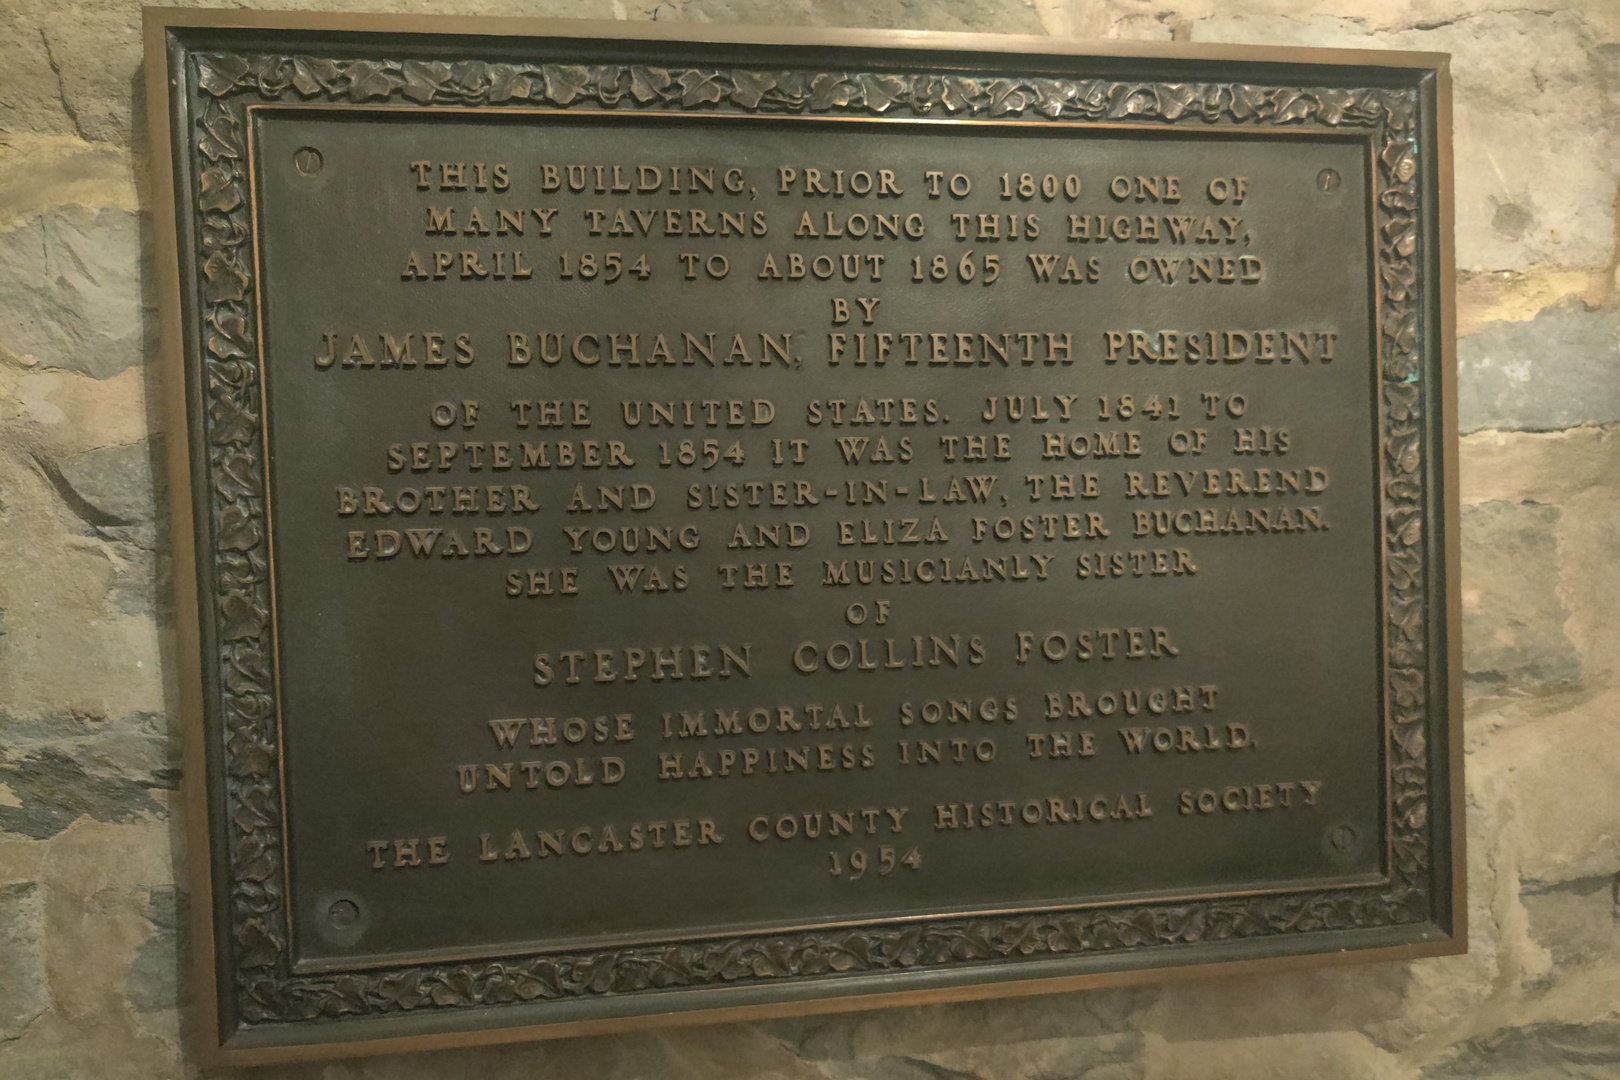 THIS BUILDING, PRIOR TO 1800 ONE OF
MANY TAVERNS ALONG THIS HIGHWAY,
APRIL 1854 TO ABOUT 1865 WAS OWNED
BY
JAMES BUCHANAN, FIFTEENTH PRESIDENT
OF THE UNITED STATES. JULY 1841 TO
SEPTEMBER 1854 IT WAS THE HOME OF HIS
BROTHER AND SISTER-IN-LAW, THE REVEREND
EDWARD YOUNG AND ELIZA FOSTER BUCHANAN.
SHE WAS THE MUSICIANLY SISTER
OF
STEPHEN COLLINS FOSTER
WHOSE IMMORTAL SONGS BROUGHT
UNTOLD HAPPINESS INTO THE WORLD.
THE LANCASTER COUNTY HISTORICAL SOCIETY
1954